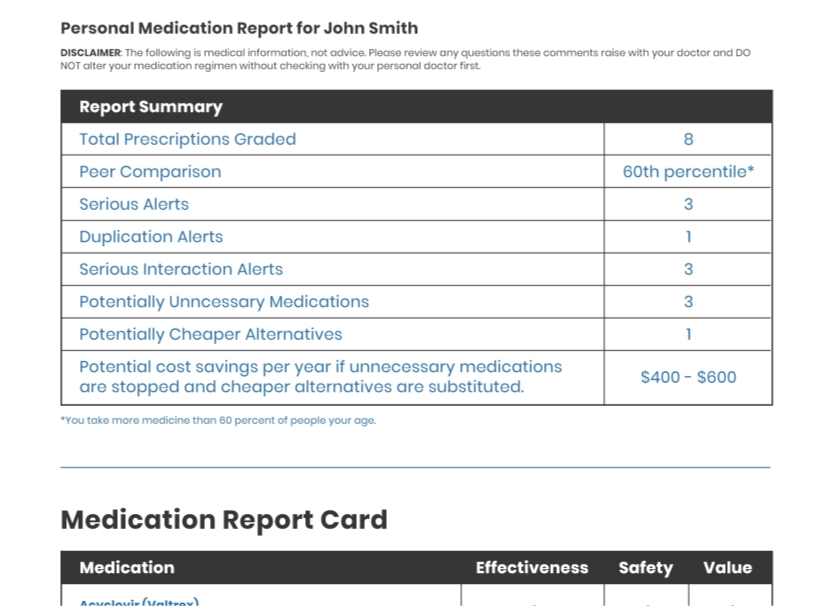 Personal Medication Report for John Smith
DISCLAIMER: The following is medical information, not advice. Please review any questions these comments raise with your doctor and DO
NOT alter your medication regimen without checking with your personal doctor first.
Report Summary
Total Prescriptions Graded 8
Peer Comparison 60th percentile*
Serious Alerts 3
Duplication Alerts 1
Serious Interaction Alerts 3
Potentially Unncessary Medications 3
Potentially Cheaper Alternatives 1
Potential cost savings per year if unnecessary medications
are stopped and cheaper alternatives are substituted. $400 - $600
*You take more medicine than 60 percent of people your age.
Medication Report Card
Medication Effectiveness Safety Value
Acyclovir (Valtrex)